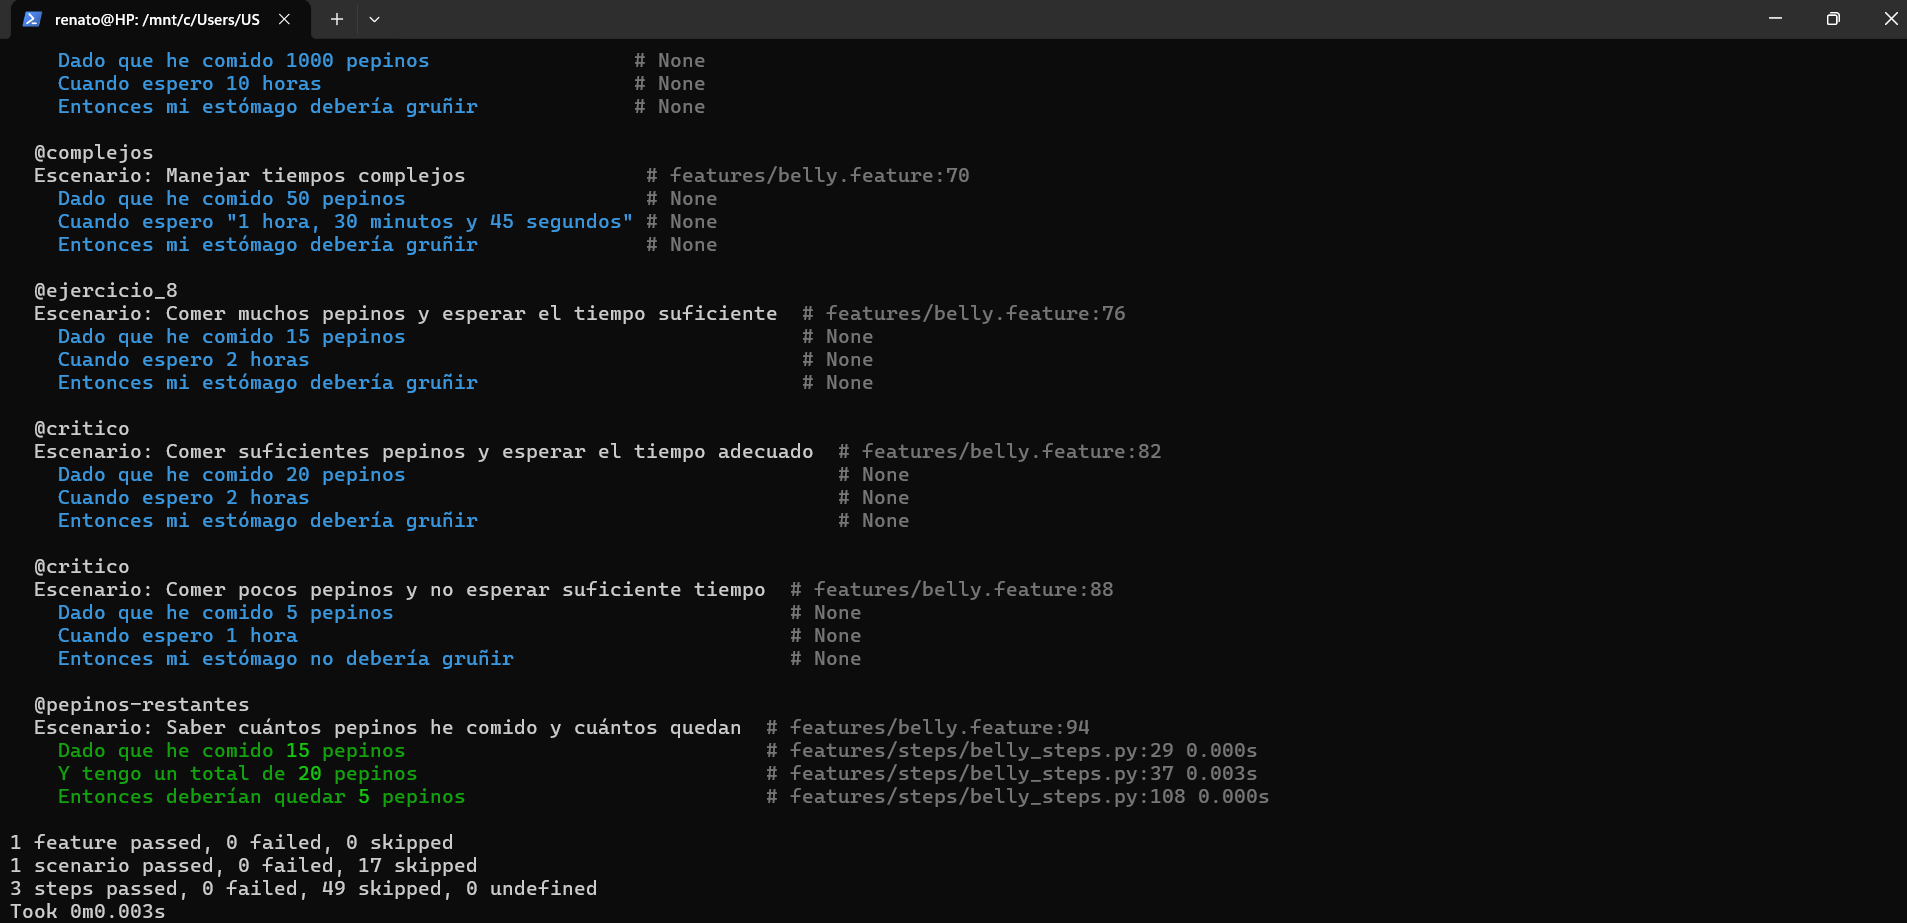 renato@HP: /mnt/c/Users/US
Dado que he comido 1000 pepinos # None
Cuando espero 10 horas # None
Entonces mi estómago debería gruñir # None
@complejos
Escenario: Manejar tiempos complejos # features/belly.feature:70
Dado que he comido 50 pepinos # None
Cuando espero "1 hora, 30 minutos y 45 segundos" # None
Entonces mi estómago debería gruñir # None
@ejercicio_8
Escenario: Comer muchos pepinos y esperar el tiempo suficiente # features/belly.feature:76
Dado que he comido 15 pepinos # None
Cuando espero 2 horas # None
Entonces mi estómago debería gruñir # None
@critico
Escenario: Comer suficientes pepinos y esperar el tiempo adecuado # features/belly.feature:82
Dado que he comido 20 pepinos # None
Cuando espero 2 horas # None
Entonces mi estómago debería gruñir # None
@critico
Escenario: Comer pocos pepinos y no esperar suficiente tiempo # features/belly.feature:88
Dado que he comido 5 pepinos # None
Cuando espero 1 hora # None
Entonces mi estómago no debería gruñir # None
@pepinos-restantes
Escenario: Saber cuántos pepinos he comido y cuántos quedan # features/belly.feature:94
Dado que he comido 15 pepinos # features/steps/belly_steps.py:29 0.000s
Y tengo un total de 20 pepinos # features/steps/belly_steps.py:37 0.003s
Entonces deberían quedar 5 pepinos # features/steps/belly_steps.py:108 0.000s
1 feature passed, 0 failed, 0 skipped
1 scenario passed, 0 failed, 17 skipped
3 steps passed, 0 failed, 49 skipped, 0 undefined
Took 0m0.003s